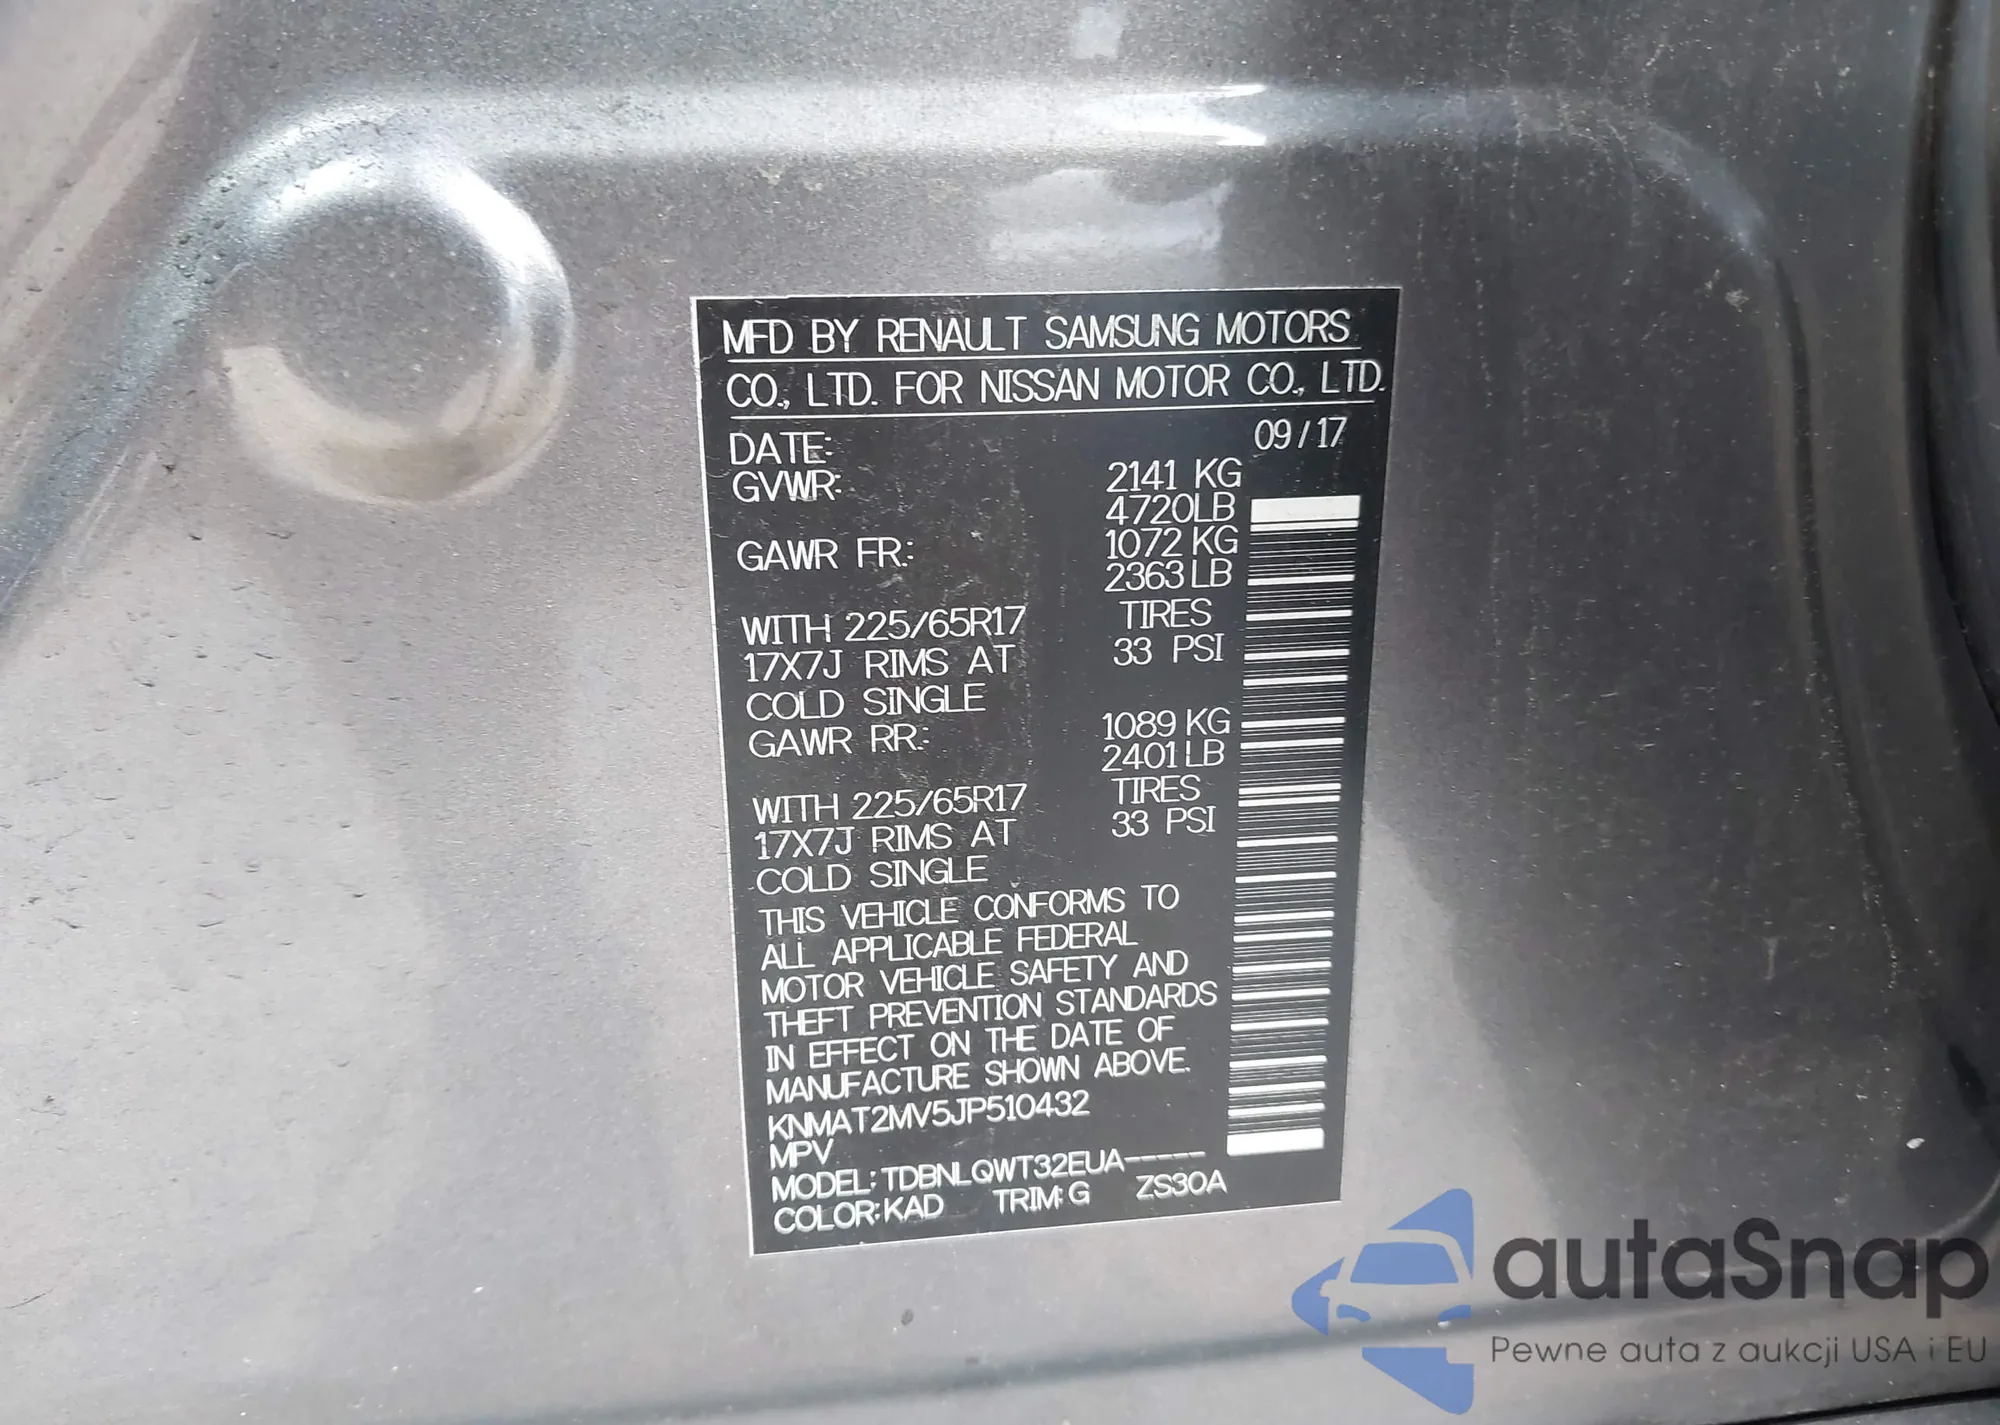 MFD BY RENAULT SAMSUNG MOTORS
CO., LTD. FOR NISSAN MOTOR CO., LTD.
DATE: 09/17
GVWR: 2141 KG
4720LB
GAWR FR.: 1072 KG
2363LB
WITH 225/65R17 TIRES
17X7J RIMS AT 33 PSI
COLD SINGLE
GAWR RR.: 1089 KG
2401LB
WITH 225/65R17 TIRES
17X7J RIMS AT 33 PSI
COLD SINGLE
THIS VEHICLE CONFORMS TO
ALL APPLICABLE FEDERAL
MOTOR VEHICLE SAFETY AND
THEFT PREVENTION STANDARDS
IN EFFECT ON THE DATE OF
MANUFACTURE SHOWN ABOVE.
KNMAT2MV5JP510432
MPV
MODEL: TDBNLQWT32EUA-----
COLOR: KAD TRIM: G ZS30A
autaSnap
Pewne auta z aukcji USA i EU